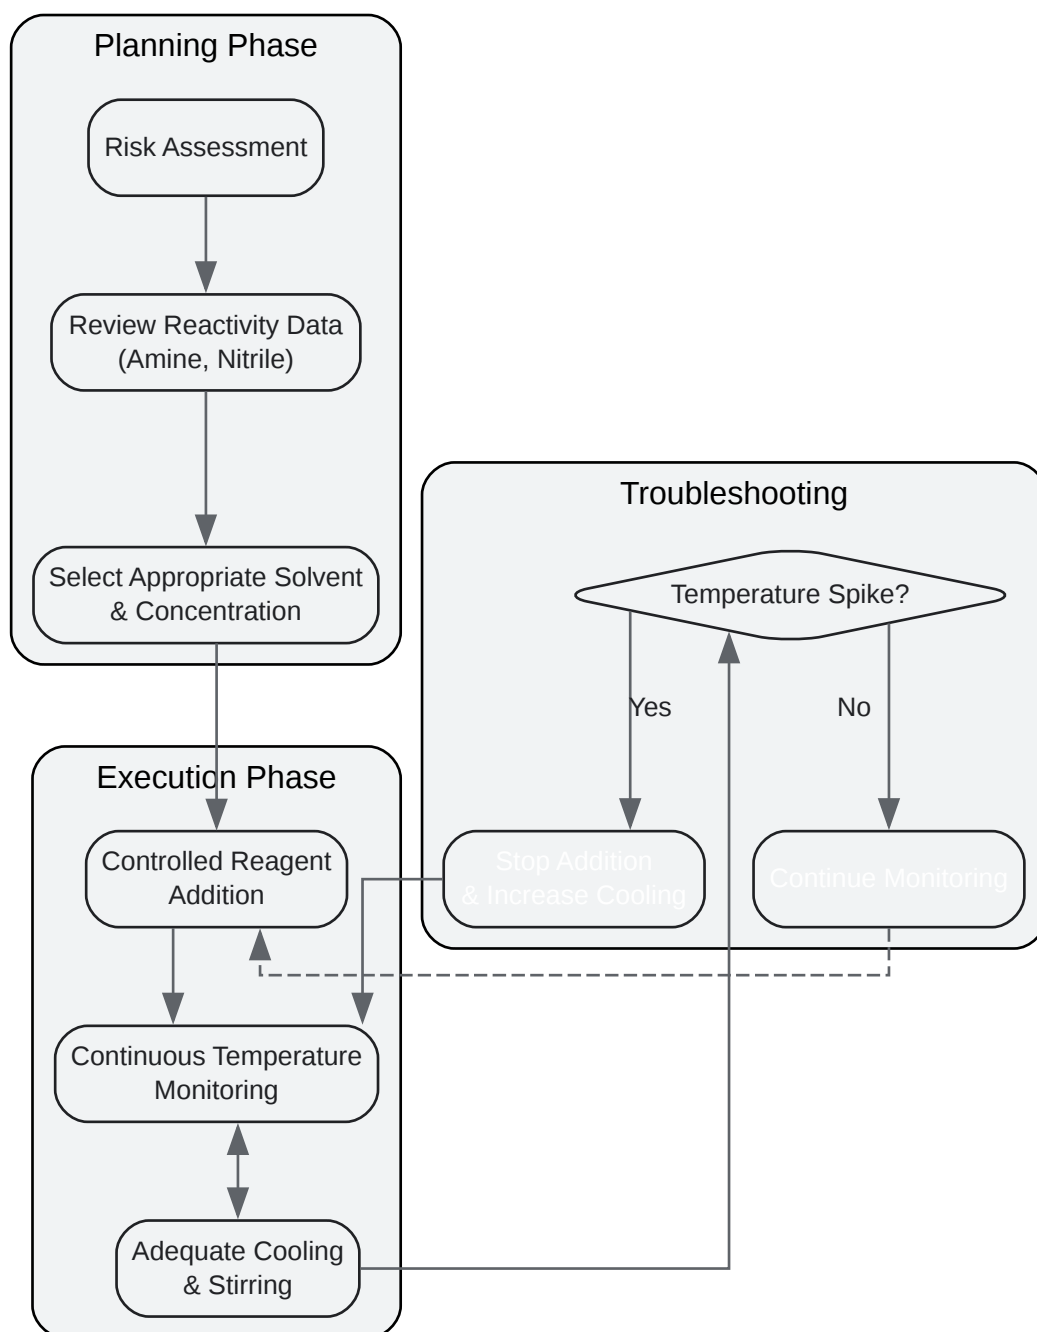 Planning Phase
Risk Assessment
Review Reactivity Data
(Amine, Nitrile)
Select Appropriate Solvent
& Concentration
Troubleshooting
Temperature Spike?
Yes
No
Stop Addition
& Increase Cooling
Continue Monitoring
Execution Phase
Controlled Reagent
Addition
Continuous Temperature
Monitoring
Adequate Cooling
& Stirring